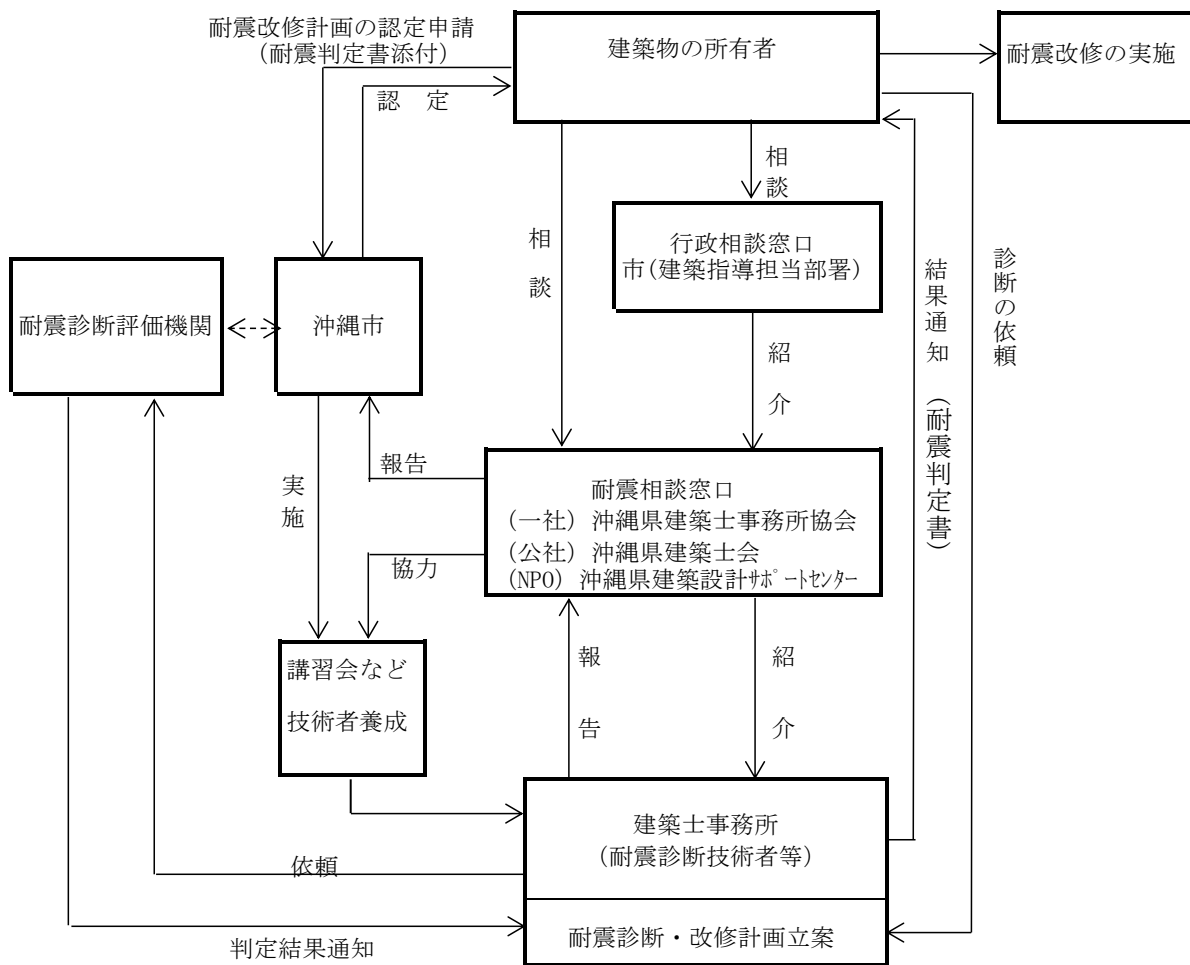 耐震改修計画の認定申請
(耐震判定書添付)
建築物の所有者
耐震改修の実施
認　定
相談
行政相談窓口
市(建築指導担当部署)
相談
結果通知（耐震判定書）
診断の依頼
耐震診断評価機関
沖縄市
紹介
報告
実施
耐震相談窓口
(一社) 沖縄県建築士事務所協会
(公社) 沖縄県建築士会
(NPO) 沖縄県建築設計ｻﾎﾟｰﾄｾﾝﾀｰ
協力
講習会など
技術者養成
報告
紹介
建築士事務所
(耐震診断技術者等)
依頼
耐震診断・改修計画立案
判定結果通知